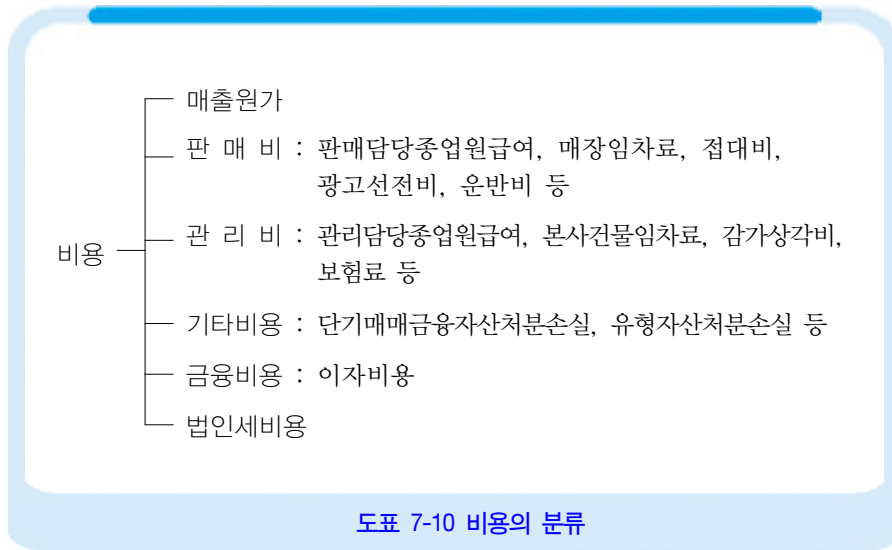 매출원가
판 매 비 : 판매담당종업원급여, 매장임차료, 접대비,
광고선전비, 운반비 등
비용
관 리 비 : 관리담당종업원급여, 본사건물임차료, 감가상각비,
보험료 등
기타비용 : 단기매매금융자산처분손실, 유형자산처분손실 등
금융비용 : 이자비용
법인세비용
도표 7-10 비용의 분류